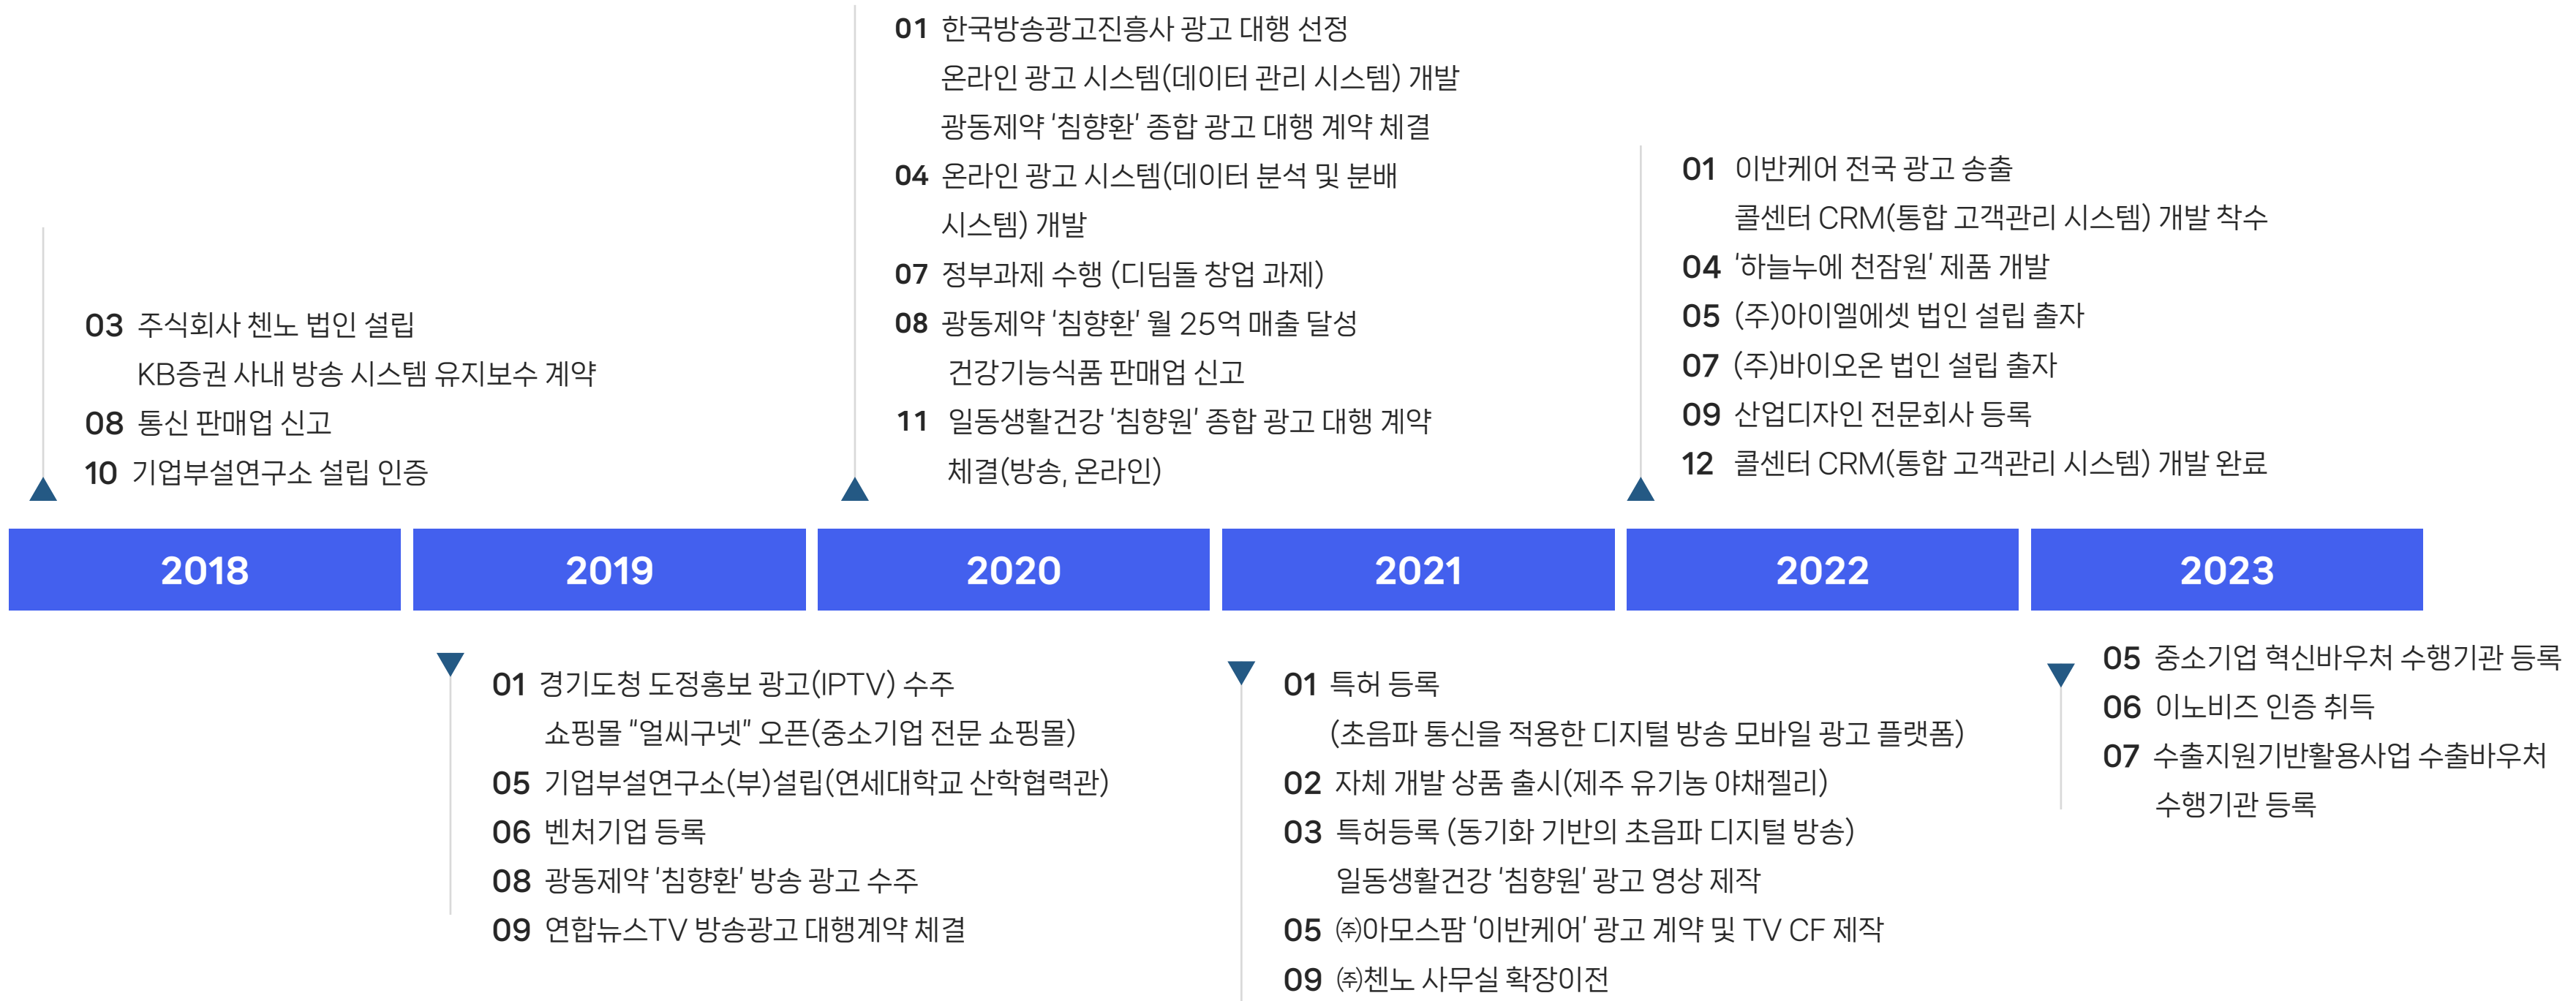 01 한국방송광고진흥사 광고 대행 선정
온라인 광고 시스템(데이터 관리 시스템) 개발
광동제약 '침향환' 종합 광고 대행 계약 체결
04 온라인 광고 시스템(데이터 분석 및 분배
시스템) 개발
07 정부과제 수행 (디딤돌 창업 과제)
08 광동제약 '침향환' 월 25억 매출 달성
건강기능식품 판매업 신고
11 일동생활건강 '침향원' 종합 광고 대행 계약
체결(방송, 온라인)
01 이반케어 전국 광고 송출
콜센터 CRM(통합 고객관리 시스템) 개발 착수
04 '하늘누에 천잠원' 제품 개발
05 (주)아이엘에셋 법인 설립 출자
07 (주)바이오온 법인 설립 출자
09 산업디자인 전문회사 등록
12 콜센터 CRM(통합 고객관리 시스템) 개발 완료
03 주식회사 첸노 법인 설립
KB증권 사내 방송 시스템 유지보수 계약
08 통신 판매업 신고
10 기업부설연구소 설립 인증
2018 2019 2020 2021 2022 2023
01 경기도청 도정홍보 광고(IPTV) 수주
쇼핑몰 "얼씨구넷" 오픈(중소기업 전문 쇼핑몰)
05 기업부설연구소(부)설립(연세대학교 산학협력관)
06 벤처기업 등록
08 광동제약 '침향환' 방송 광고 수주
09 연합뉴스TV 방송광고 대행계약 체결
01 특허 등록
(초음파 통신을 적용한 디지털 방송 모바일 광고 플랫폼)
02 자체 개발 상품 출시(제주 유기농 야채젤리)
03 특허등록 (동기화 기반의 초음파 디지털 방송)
일동생활건강 '침향원' 광고 영상 제작
05 ㈜아모스팜 '이반케어' 광고 계약 및 TV CF 제작
09 ㈜첸노 사무실 확장이전
05 중소기업 혁신바우처 수행기관 등록
06 이노비즈 인증 취득
07 수출지원기반활용사업 수출바우처
수행기관 등록